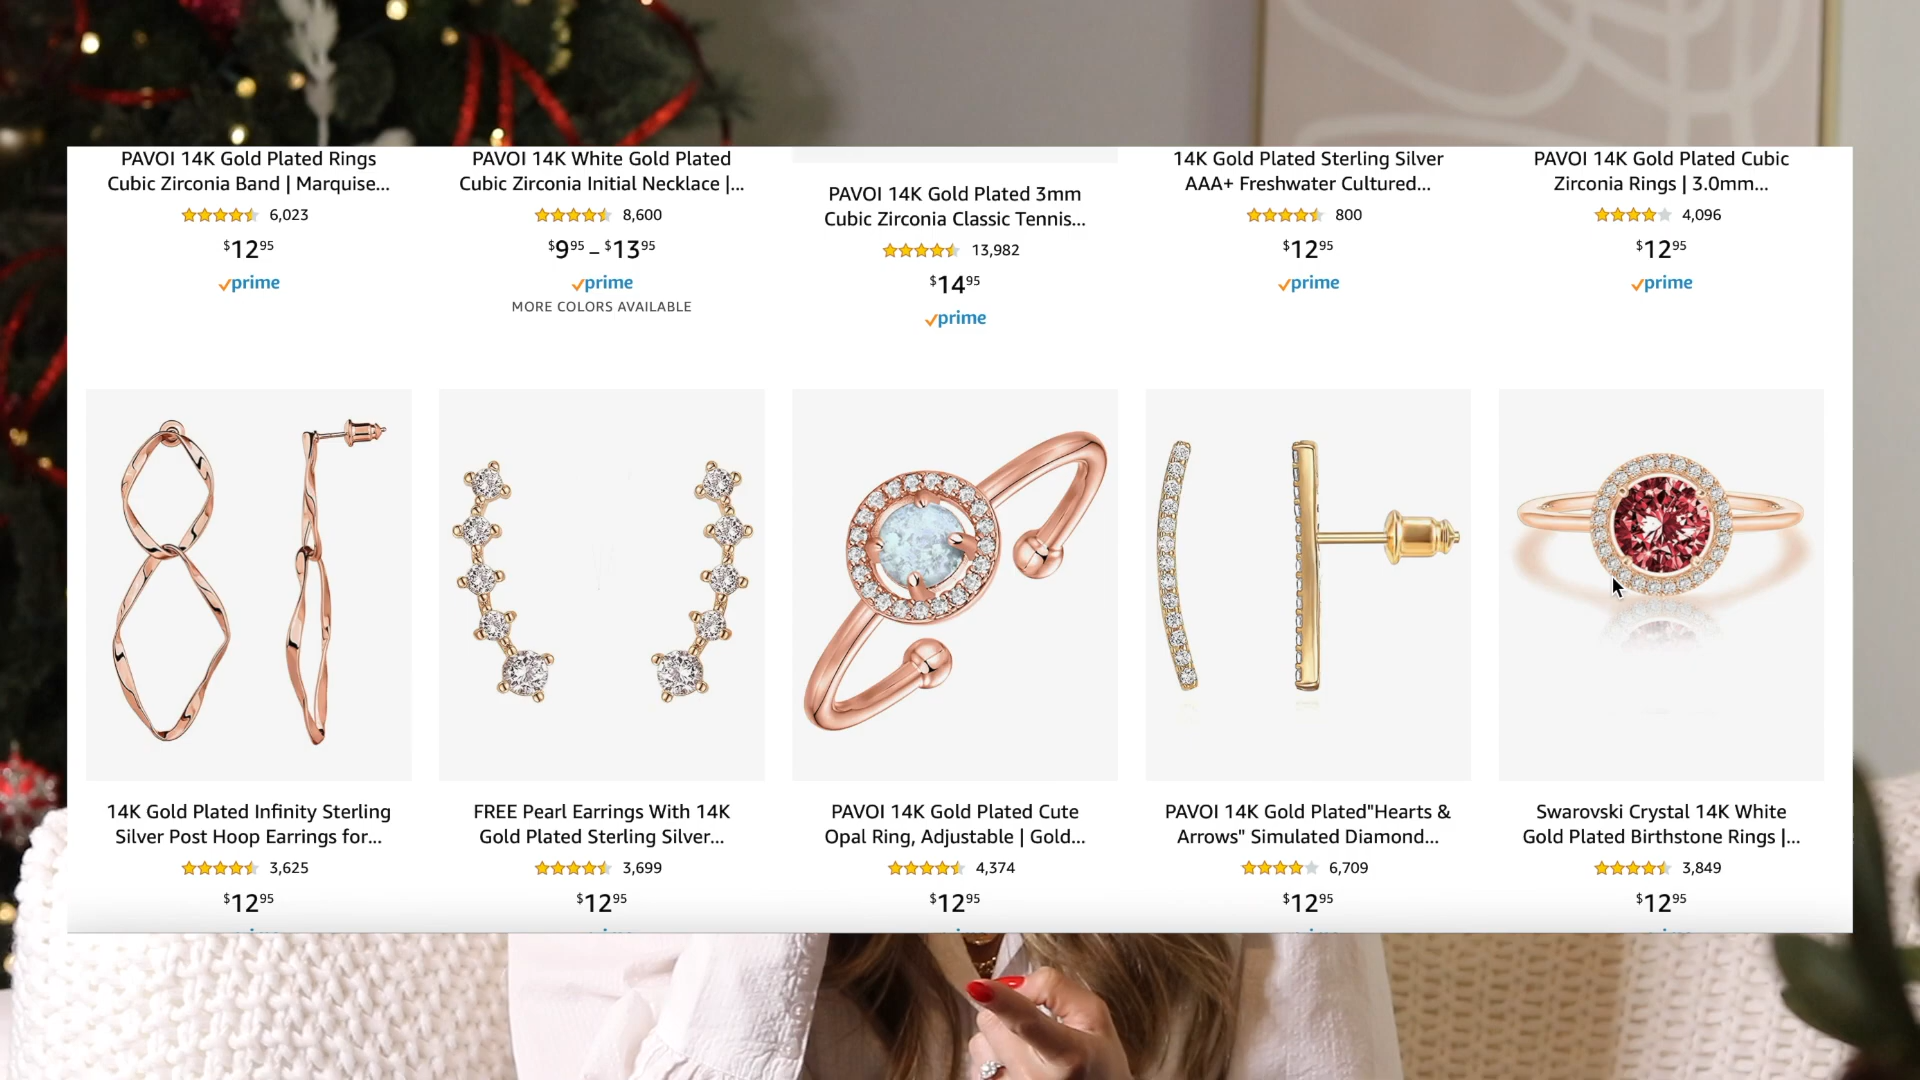 PAVOI 14K Gold Plated Rings
Cubic Zirconia Band | Marquise...
6,023
$12.95
prime
PAVOI 14K White Gold Plated
Cubic Zirconia Initial Necklace |...
8,600
$9.95 – $13.95
prime
MORE COLORS AVAILABLE
PAVOI 14K Gold Plated 3mm
Cubic Zirconia Classic Tennis...
13,982
$14.95
prime
14K Gold Plated Sterling Silver
AAA+ Freshwater Cultured...
800
$12.95
prime
PAVOI 14K Gold Plated Cubic
Zirconia Rings | 3.0mm...
4,096
$12.95
prime
14K Gold Plated Infinity Sterling
Silver Post Hoop Earrings for...
3,625
$12.95
FREE Pearl Earrings With 14K
Gold Plated Sterling Silver...
3,699
$12.95
PAVOI 14K Gold Plated Cute
Opal Ring, Adjustable | Gold...
4,374
$12.95
PAVOI 14K Gold Plated"Hearts &
Arrows" Simulated Diamond...
6,709
$12.95
Swarovski Crystal 14K White
Gold Plated Birthstone Rings |...
3,849
$12.95